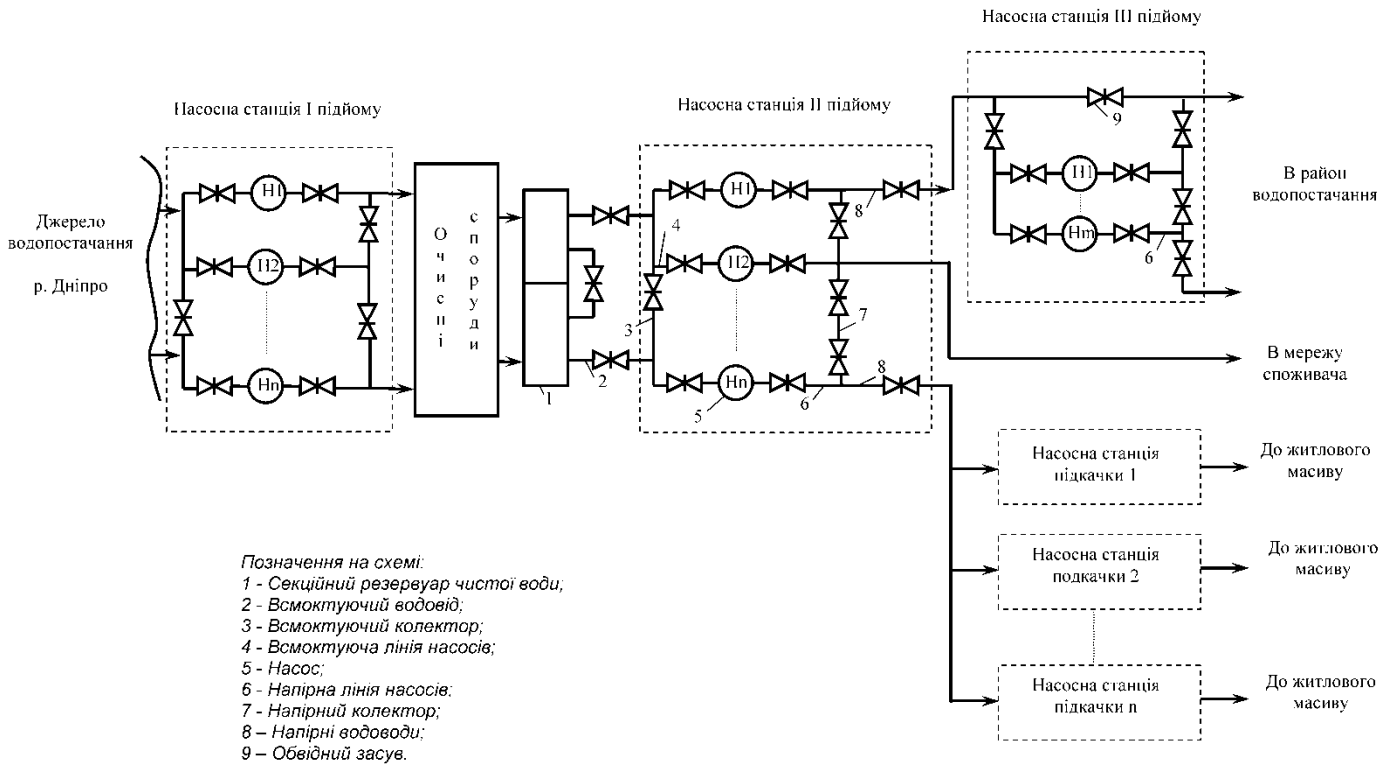 Насосна станція III підйому
Насосна станція I підйому
Насосна станція II підйому
9
Джерело
водопостачання
р. Дніпро
Н1
Н2
Нn
Очисні
споруди
1
2
3
4
Н1
Н2
Нn
5
6
7
8
8
Н1
Нm
6
В район
водопостачання
В мережу
споживача
Насосна станція
підкачки 1
До житлового
масиву
Насосна станція
подкачки 2
До житлового
масиву
Насосна станція
підкачки n
До житлового
масиву
Позначення на схемі:
1 - Секційний резервуар чистої води;
2 - Всмоктуючий водовід;
3 - Всмоктуючий колектор;
4 - Всмоктуюча лінія насосів;
5 - Насос;
6 - Напірна лінія насосів;
7 - Напірний колектор;
8 – Напірні водоводи;
9 – Обвідний засув.